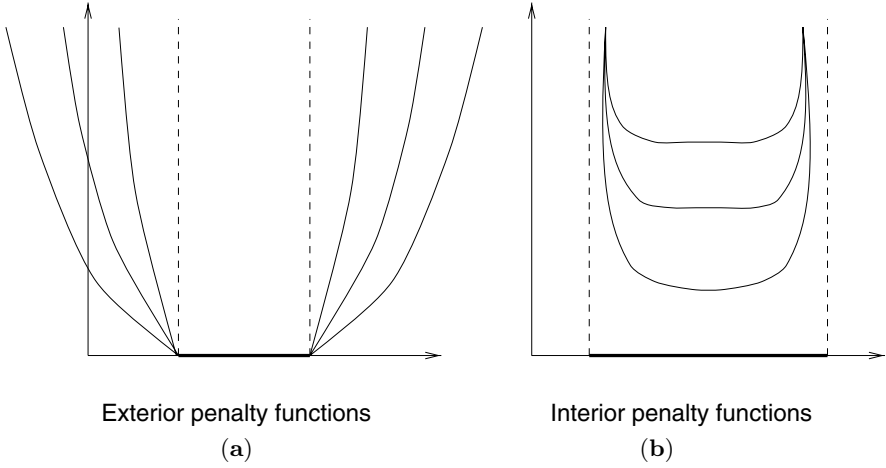 Exterior penalty functions
Interior penalty functions
(a)
(b)